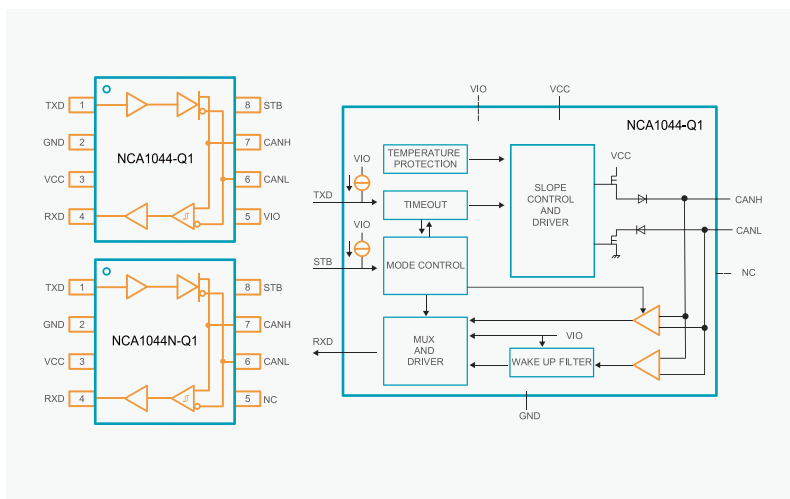 TXD 1 8 STB
GND 2 7 CANH
NCA1044-Q1
VCC 3 6 CANL
RXD 4 5 VIO
TXD 1 8 STB
GND 2 7 CANH
NCA1044N-Q1
VCC 3 6 CANL
RXD 4 5 NC
VIO
VCC
NCA1044-Q1
VIO
TEMPERATURE
PROTECTION
VCC
TXD
TIMEOUT
SLOPE
CONTROL
AND
DRIVER
CANH
VIO
CANL
STB
MODE CONTROL
NC
RXD
MUX
AND
DRIVER
VIO
WAKE UP FILTER
GND